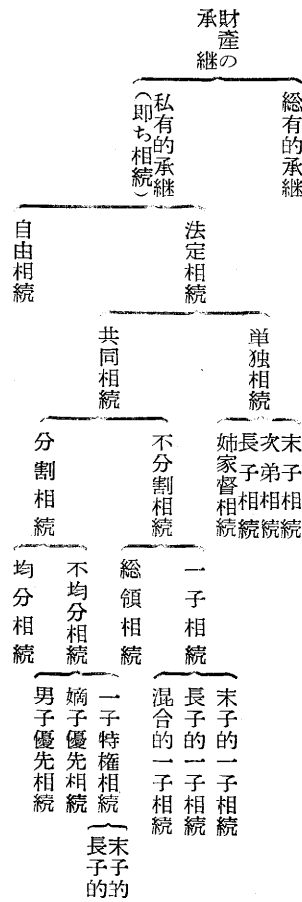 財産の
承継
総有的承継
私有的承継
(即ち相続)
法定相続
自由相続
単独相続
共同相続
末子相続
次弟相続
長子相続
姉家督相続
不分割相続
分割相続
一子相続
総領相続
不均分相続
均分相続
末子的一子相続
長子的一子相続
混合的一子相続
一子特権相続
嫡子優先相続
男子優先相続
末子的
長子的